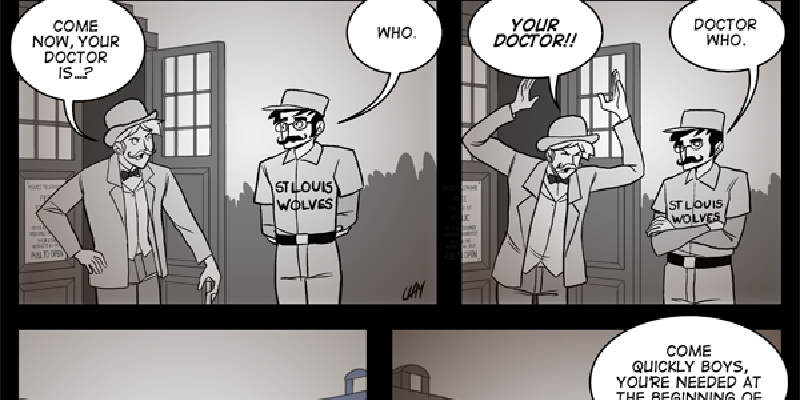 COME
NOW, YOUR
DOCTOR
IS...?
WHO.
ST LOUIS
WOLVES
YOUR
DOCTOR!!
DOCTOR
WHO.
ST LOUIS
WOLVES
PULL TO OPEN
COME
QUICKLY BOYS,
YOU'RE NEEDED AT
THE BEGINNING OF